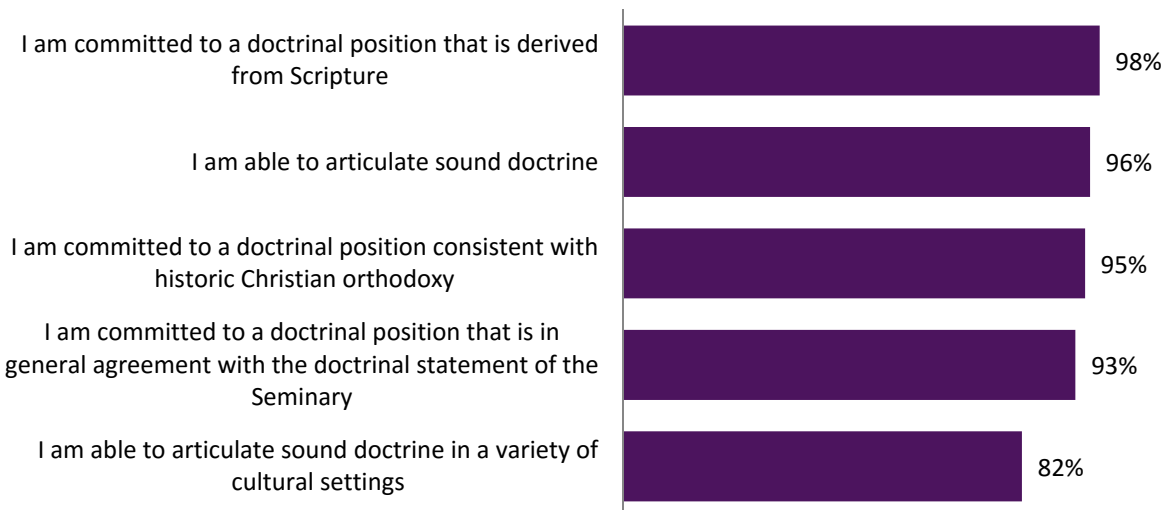 I am committed to a doctrinal position that is derived
from Scripture
98%
I am able to articulate sound doctrine
96%
I am committed to a doctrinal position consistent with
historic Christian orthodoxy
95%
I am committed to a doctrinal position that is in
general agreement with the doctrinal statement of the
Seminary
93%
I am able to articulate sound doctrine in a variety of
cultural settings
82%